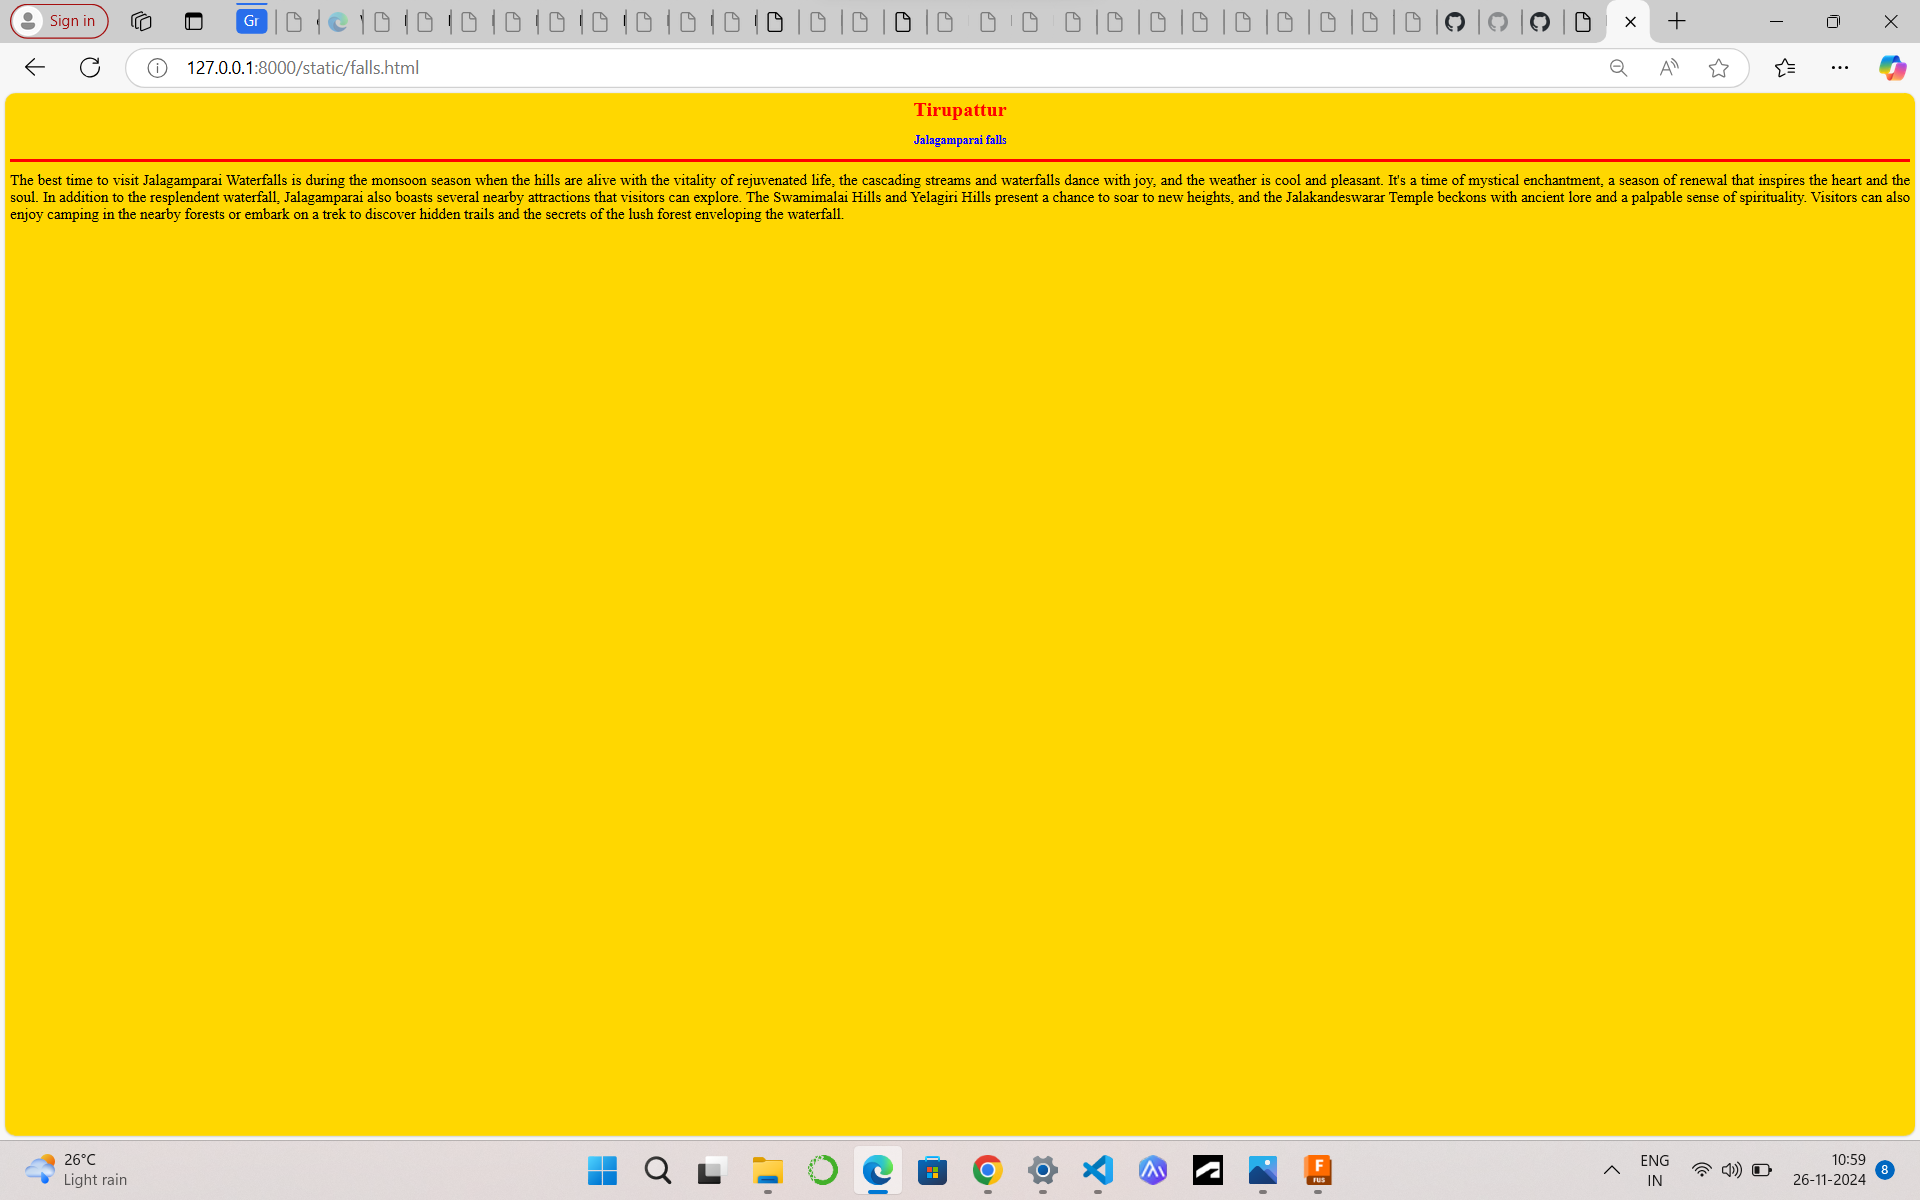 Sign in
Gr
127.0.0.1:8000/static/falls.html
Tirupattur
Jalagamparai falls
The best time to visit Jalagamparai Waterfalls is during the monsoon season when the hills are alive with the vitality of rejuvenated life, the cascading streams and waterfalls dance with joy, and the weather is cool and pleasant. It's a time of mystical enchantment, a season of renewal that inspires the heart and the
soul. In addition to the resplendent waterfall, Jalagamparai also boasts several nearby attractions that visitors can explore. The Swamimalai Hills and Yelagiri Hills present a chance to soar to new heights, and the Jalakandeswarar Temple beckons with ancient lore and a palpable sense of spirituality. Visitors can also
enjoy camping in the nearby forests or embark on a trek to discover hidden trails and the secrets of the lush forest enveloping the waterfall.
26°C
Light rain
F
FUS
ENG
IN
10:59
26-11-2024
8